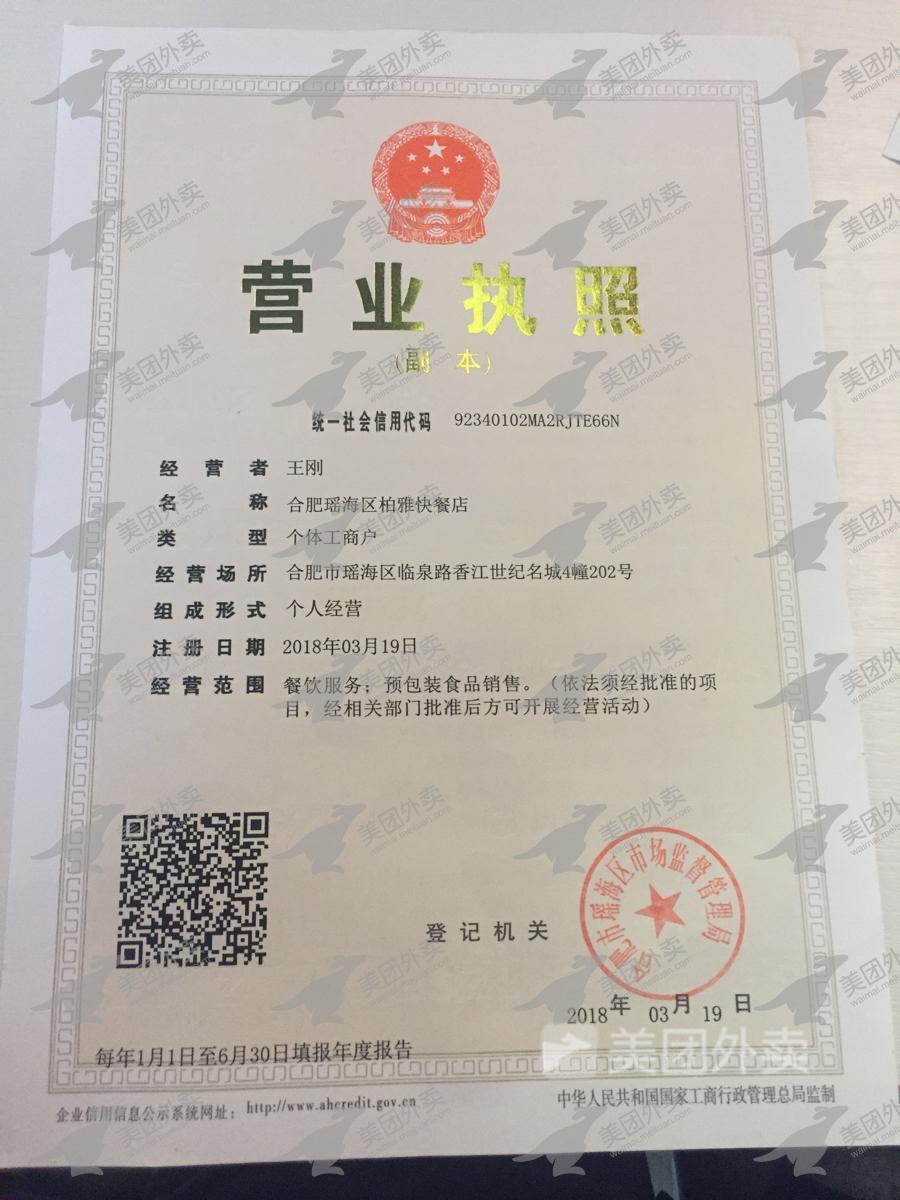 营业执照
(副本)
统一社会信用代码 92340102MA2RJTE66N
经营者 王刚
名称 合肥瑶海区柏雅快餐店
类型 个体工商户
经营场所 合肥市瑶海区临泉路香江世纪名城4幢202号
组成形式 个人经营
注册日期 2018年03月19日
经营范围 餐饮服务；预包装食品销售。（依法须经批准的项
目，经相关部门批准后方可开展经营活动）
合肥市瑶海区市场监督管理局
登记机关
2018年03月19日
每年1月1日至6月30日填报年度报告
企业信用信息公示系统网址：http://www.ahcredit.gov.cn
中华人民共和国国家工商行政管理总局监制
美团外卖
waimai.meituan.com